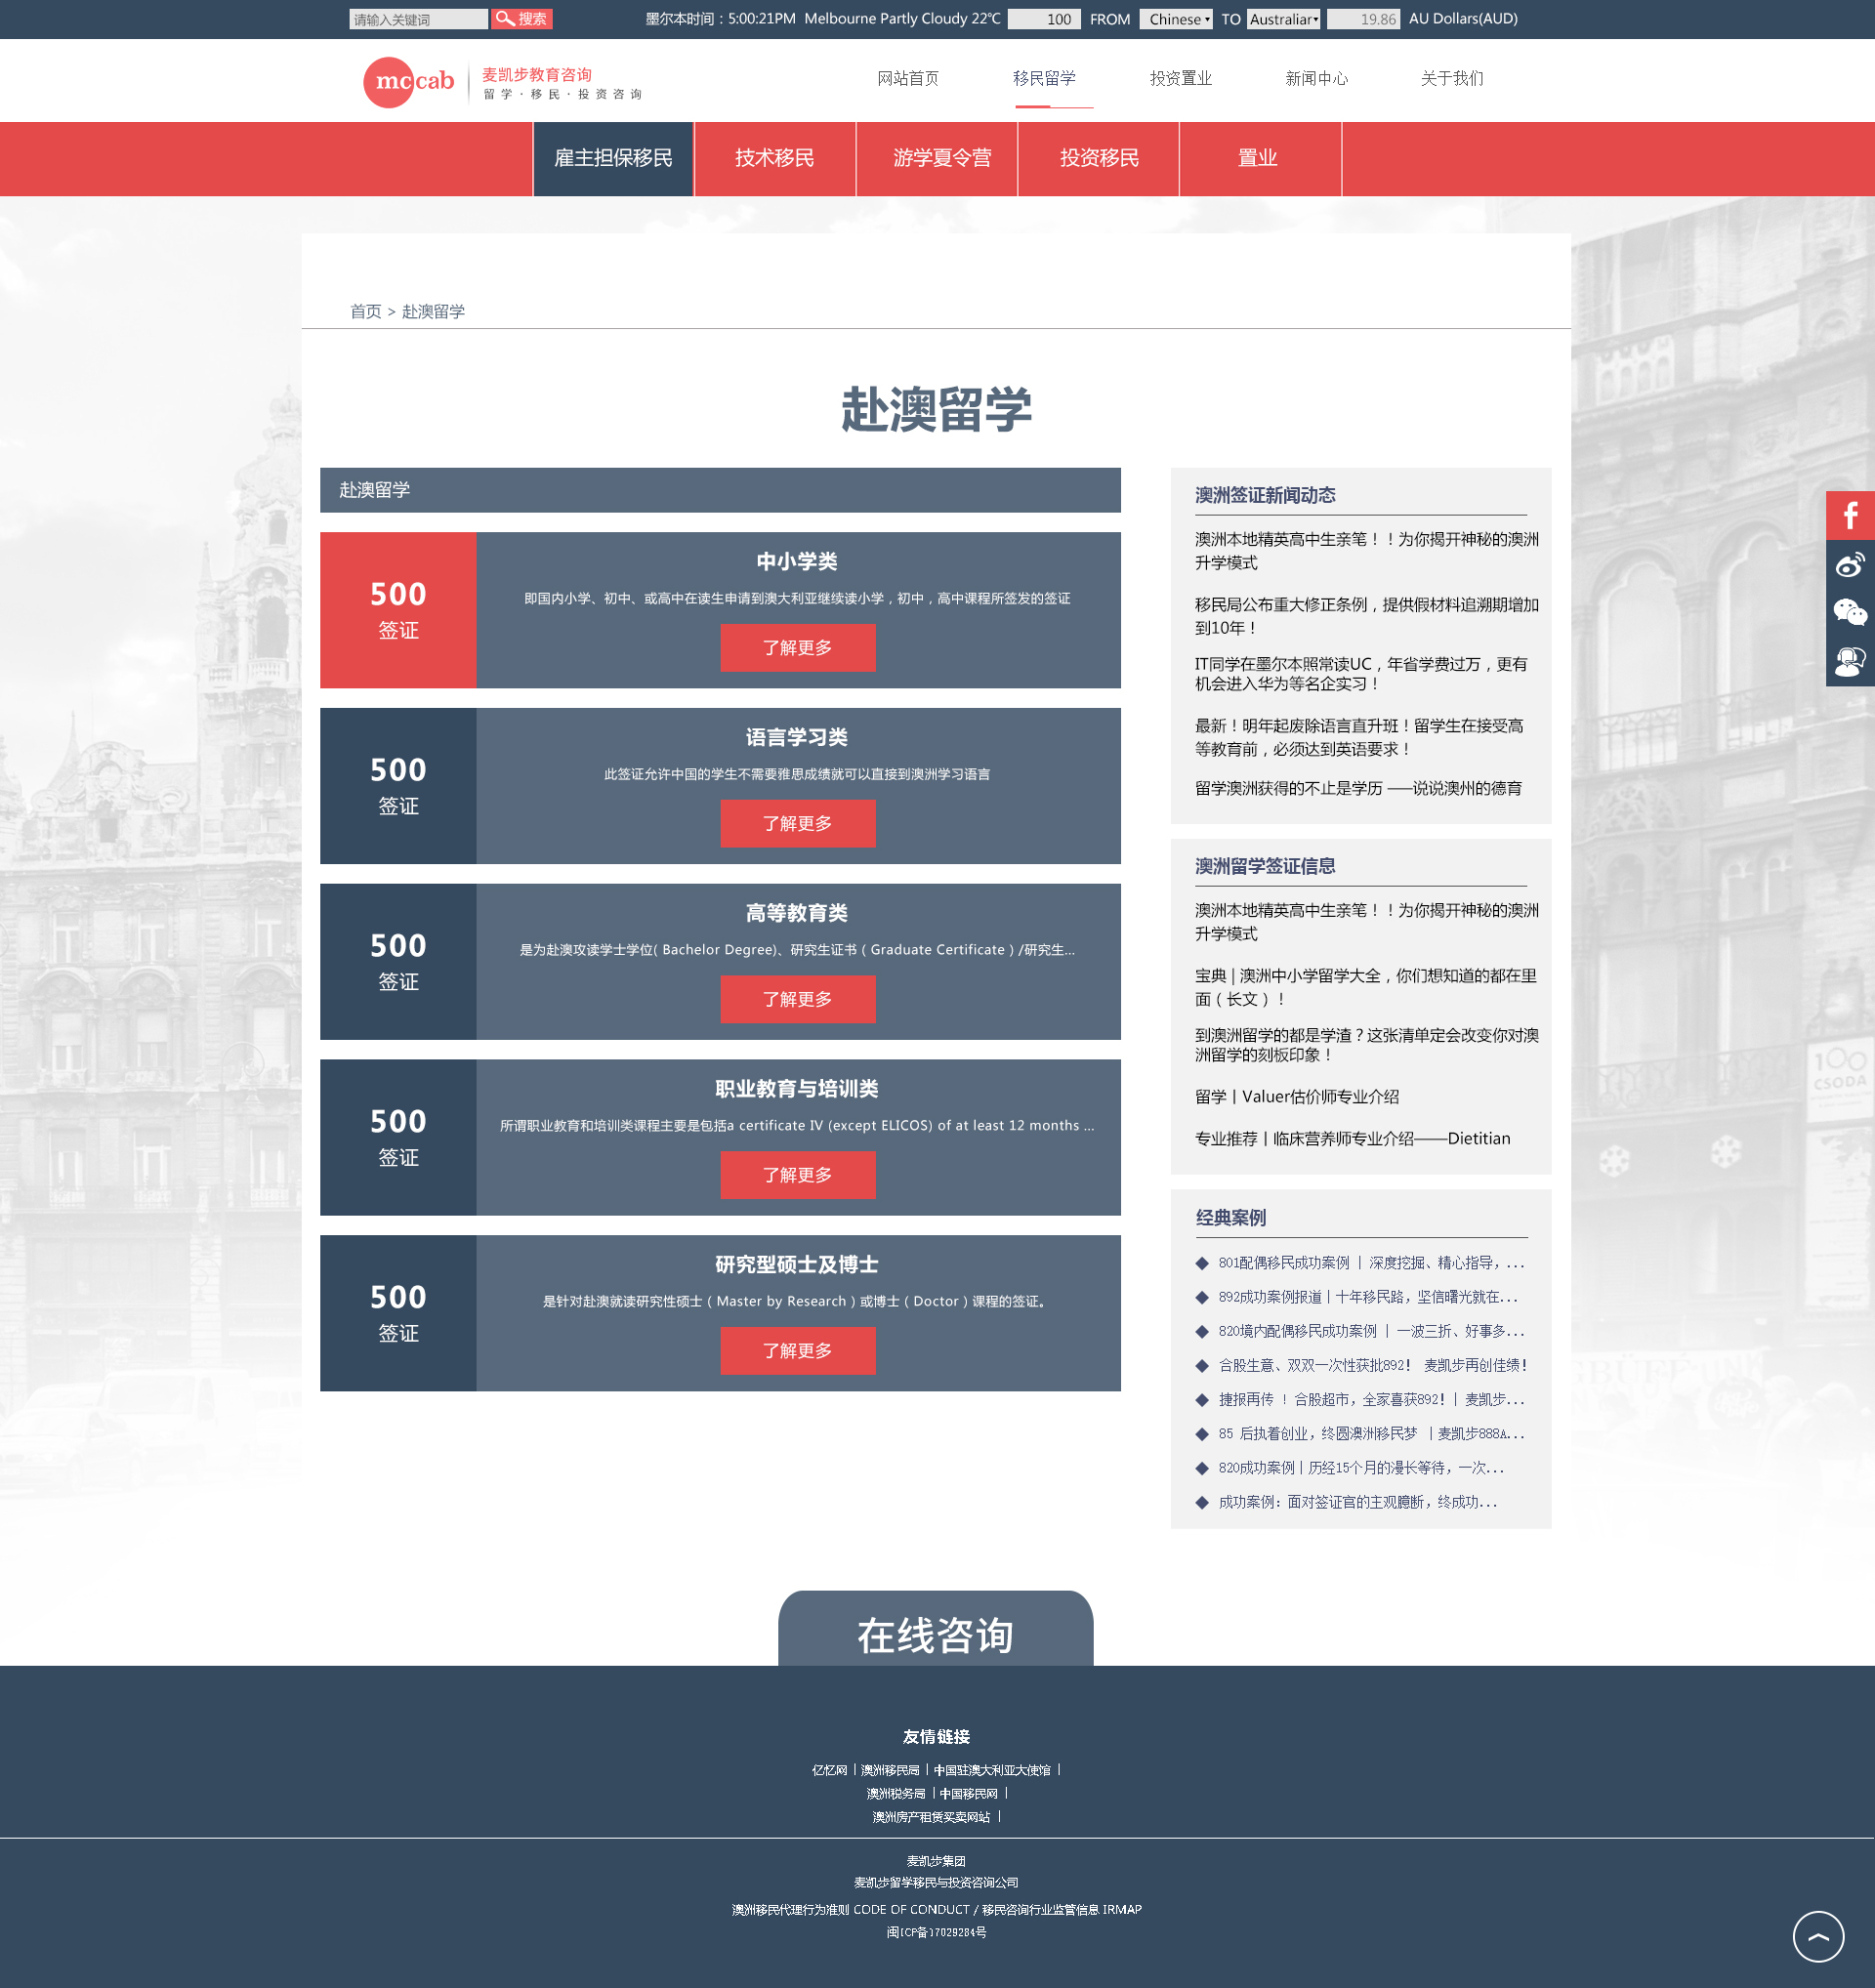 请输入关键词
搜索
墨尔本时间：5:00:21PM Melbourne Partly Cloudy 22℃ 100 FROM Chinese TO Australiar 19.86 AU Dollars(AUD)
mccab
麦凯步教育咨询
留学·移民·投资咨询
网站首页
移民留学
投资置业
新闻中心
关于我们
雇主担保移民
技术移民
游学夏令营
投资移民
置业
首页 > 赴澳留学
赴澳留学
赴澳留学
500
签证
中小学类
即国内小学、初中、或高中在读生申请到澳大利亚继续读小学，初中，高中课程所签发的签证
了解更多
500
签证
语言学习类
此签证允许中国的学生不需要雅思成绩就可以直接到澳洲学习语言
了解更多
500
签证
高等教育类
是为赴澳攻读学士学位( Bachelor Degree)、研究生证书（Graduate Certificate）/研究生...
了解更多
500
签证
职业教育与培训类
所谓职业教育和培训类课程主要是包括a certificate IV (except ELICOS) of at least 12 months ...
了解更多
500
签证
研究型硕士及博士
是针对赴澳就读研究性硕士（Master by Research）或博士（Doctor）课程的签证。
了解更多
澳洲签证新闻动态
澳洲本地精英高中生亲笔！！为你揭开神秘的澳洲
升学模式
移民局公布重大修正条例，提供假材料追溯期增加
到10年！
IT同学在墨尔本照常读UC，年省学费过万，更有
机会进入华为等名企实习！
最新！明年起废除语言直升班！留学生在接受高
等教育前，必须达到英语要求！
留学澳洲获得的不止是学历 ——说说澳州的德育
澳洲留学签证信息
澳洲本地精英高中生亲笔！！为你揭开神秘的澳洲
升学模式
宝典 | 澳洲中小学留学大全，你们想知道的都在里
面（长文）！
到澳洲留学的都是学渣？这张清单定会改变你对澳
洲留学的刻板印象！
留学丨Valuer估价师专业介绍
专业推荐丨临床营养师专业介绍——Dietitian
经典案例
◆ 801配偶移民成功案例 | 深度挖掘、精心指导，...
◆ 892成功案例报道丨十年移民路，坚信曙光就在...
◆ 820境内配偶移民成功案例 | 一波三折、好事多...
◆ 合股生意、双双一次性获批892！ 麦凯步再创佳绩！
◆ 捷报再传 ! 合股超市，全家喜获892！| 麦凯步...
◆ 85 后执着创业，终圆澳洲移民梦 丨麦凯步888A...
◆ 820成功案例丨历经15个月的漫长等待，一次...
◆ 成功案例：面对签证官的主观臆断，终成功...
100
CSODA
BÜFFE
在线咨询
友情链接
亿忆网 | 澳洲移民局 | 中国驻澳大利亚大使馆 |
澳洲税务局 | 中国移民网 |
澳洲房产租赁买卖网站 |
麦凯步集团
麦凯步留学移民与投资咨询公司
澳洲移民代理行为准则 CODE OF CONDUCT / 移民咨询行业监管信息 IRMAP
闽ICP备17029284号